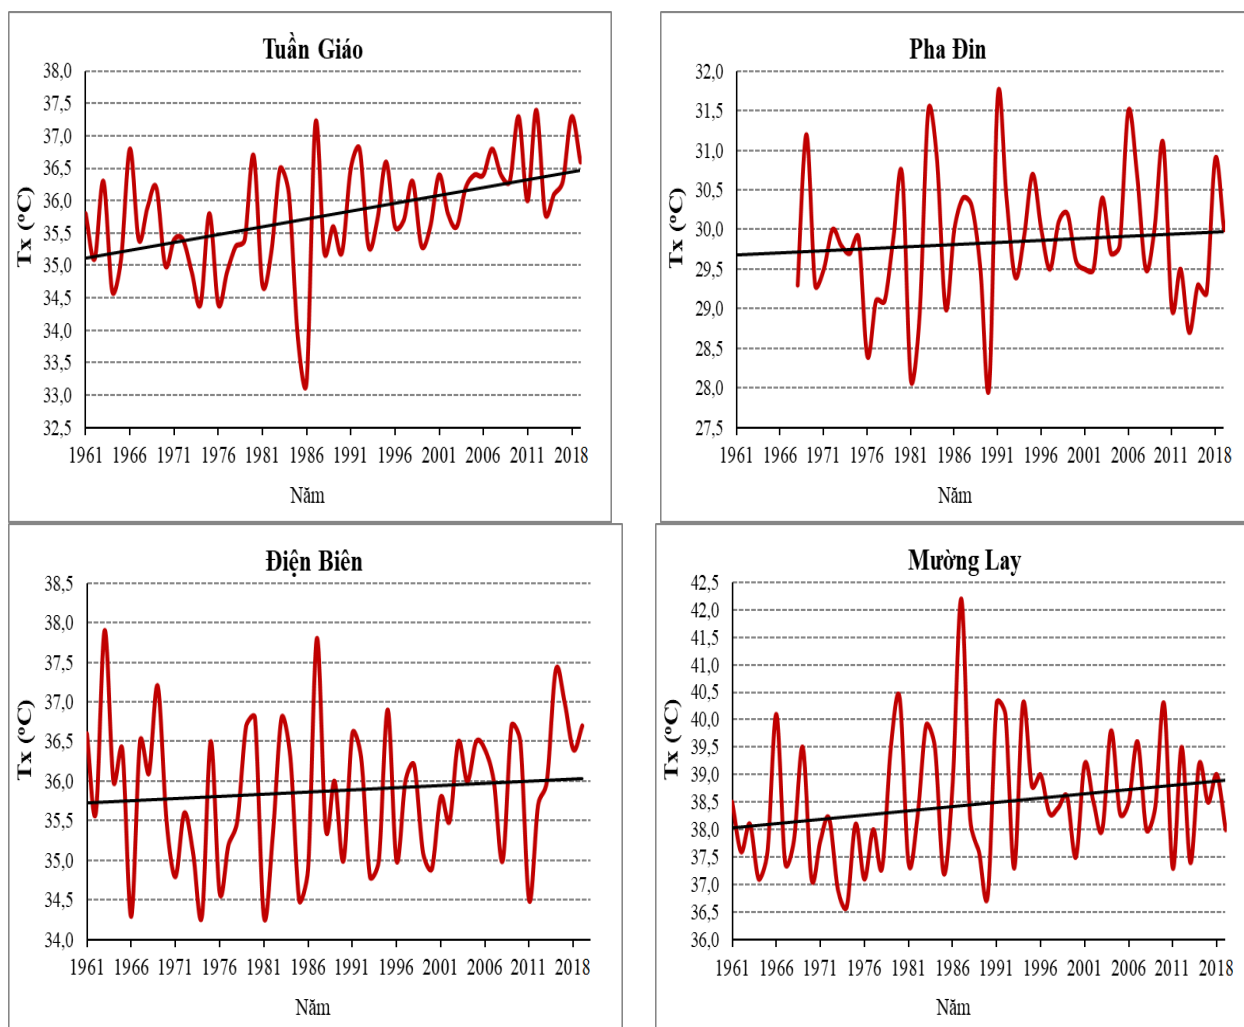 Tuần Giáo
Tx (ºC)
38,0
37,5
37,0
36,5
36,0
35,5
35,0
34,5
34,0
33,5
33,0
32,5
1961 1966 1971 1976 1981 1986 1991 1996 2001 2006 2011 2018
Năm
Pha Đin
Tx (ºC)
32,0
31,5
31,0
30,5
30,0
29,5
29,0
28,5
28,0
27,5
1961 1966 1971 1976 1981 1986 1991 1996 2001 2006 2011 2018
Năm
Điện Biên
Tx (ºC)
38,5
38,0
37,5
37,0
36,5
36,0
35,5
35,0
34,5
34,0
1961 1966 1971 1976 1981 1986 1991 1996 2001 2006 2011 2018
Năm
Mường Lay
Tx (ºC)
42,5
42,0
41,5
41,0
40,5
40,0
39,5
39,0
38,5
38,0
37,5
37,0
36,5
36,0
1961 1966 1971 1976 1981 1986 1991 1996 2001 2006 2011 2018
Năm